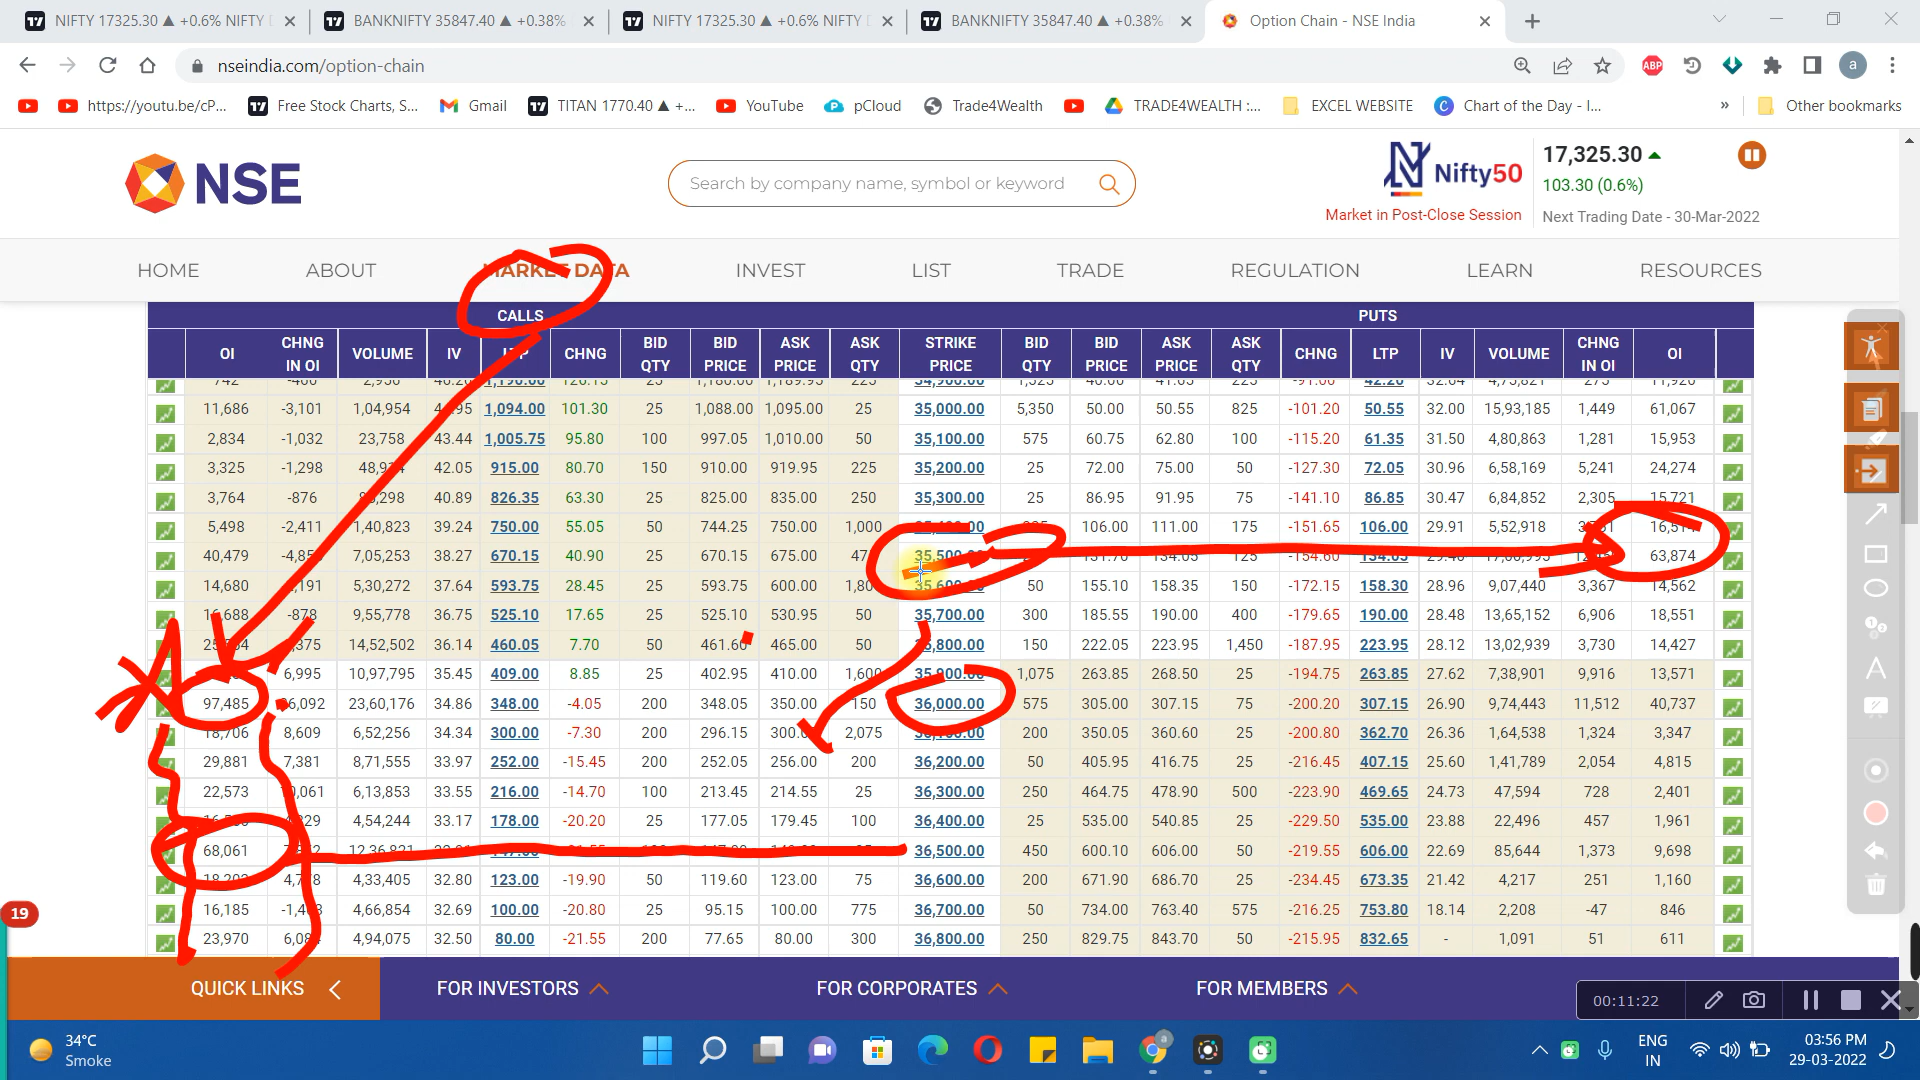 NIFTY 17325.30 ▲ +0.6% NIFTY
BANKNIFTY 35847.40 ▲ +0.38%
NIFTY 17325.30 ▲ +0.6% NIFTY
BANKNIFTY 35847.40 ▲ +0.38%
Option Chain - NSE India
nseindia.com/option-chain
ABP
a
https://youtu.be/cP...
Free Stock Charts, S...
Gmail
TITAN 1770.40 ▲ +...
YouTube
pCloud
Trade4Wealth
TRADE4WEALTH :...
EXCEL WEBSITE
Chart of the Day - I...
» Other bookmarks
NSE
Search by company name, symbol or keyword
Nifty50
17,325.30
103.30 (0.6%)
Market in Post-Close Session
Next Trading Date - 30-Mar-2022
HOME ABOUT MARKET DATA INVEST LIST TRADE REGULATION LEARN RESOURCES
CALLS PUTS
OI CHNG IN OI VOLUME IV LTP CHNG BID QTY BID PRICE ASK PRICE ASK QTY STRIKE PRICE BID QTY BID PRICE ASK PRICE ASK QTY CHNG LTP IV VOLUME CHNG IN OI OI
11,686 -3,101 1,04,954 1,094.00 101.30 25 1,088.00 1,095.00 25 35,000.00 5,350 50.00 50.55 825 -101.20 50.55 32.00 15,93,185 1,449 61,067
2,834 -1,032 23,758 43.44 1,005.75 95.80 100 997.05 1,010.00 50 35,100.00 575 60.75 62.80 100 -115.20 61.35 31.50 4,80,863 1,281 15,953
3,325 -1,298 42.05 915.00 80.70 150 910.00 919.95 225 35,200.00 25 72.00 75.00 50 -127.30 72.05 30.96 6,58,169 5,241 24,274
3,764 -876 40.89 826.35 63.30 25 825.00 835.00 250 35,300.00 25 86.95 91.95 75 -141.10 86.85 30.47 6,84,852 2,305 15,721
5,498 -2,411 1,40,823 39.24 750.00 55.05 50 744.25 750.00 1,000 106.00 111.00 175 -151.65 106.00 29.91 5,52,918
40,479 7,05,253 38.27 670.15 40.90 25 670.15 675.00 35,500 63,874
14,680 5,30,272 37.64 593.75 28.45 25 593.75 600.00 50 155.10 158.35 150 -172.15 158.30 28.96 9,07,440 3,367 14,562
-878 9,55,778 36.75 525.10 17.65 25 525.10 530.95 50 35,700.00 300 185.55 190.00 400 -179.65 190.00 28.48 13,65,152 6,906 18,551
14,52,502 36.14 460.05 7.70 50 465.00 50 150 222.05 223.95 1,450 -187.95 223.95 28.12 13,02,939 3,730 14,427
6,995 10,97,795 35.45 409.00 8.85 25 402.95 410.00 1,075 263.85 268.50 25 -194.75 263.85 27.62 7,38,901 9,916 13,571
97,485 23,60,176 34.86 348.00 -4.05 200 348.05 350.00 150 36,000.00 575 305.00 307.15 75 -200.20 307.15 26.90 9,74,443 11,512 40,737
18,706 8,609 6,52,256 34.34 300.00 -7.30 200 296.15 2,075 200 350.05 360.60 25 -200.80 362.70 26.36 1,64,538 1,324 3,347
29,881 7,381 8,71,555 33.97 252.00 -15.45 200 252.05 256.00 200 36,200.00 50 405.95 416.75 25 -216.45 407.15 25.60 1,41,789 2,054 4,815
22,573 6,13,853 33.55 216.00 -14.70 100 213.45 214.55 25 36,300.00 250 464.75 478.90 500 -223.90 469.65 24.73 47,594 728 2,401
4,54,244 33.17 178.00 -20.20 25 177.05 179.45 100 36,400.00 25 535.00 540.85 25 -229.50 535.00 23.88 22,496 457 1,961
68,061 36,500.00 450 600.10 606.00 50 -219.55 606.00 22.69 85,644 1,373 9,698
4,33,405 32.80 123.00 -19.90 50 119.60 123.00 75 36,600.00 200 671.90 686.70 25 -234.45 673.35 21.42 4,217 251 1,160
16,185 4,66,854 32.69 100.00 -20.80 25 95.15 100.00 775 36,700.00 50 734.00 763.40 575 -216.25 753.80 18.14 2,208 -47 846
23,970 4,94,075 32.50 80.00 -21.55 200 77.65 80.00 300 36,800.00 250 829.75 843.70 50 -215.95 832.65 - 1,091 51 611
19
QUICK LINKS FOR INVESTORS FOR CORPORATES FOR MEMBERS
00:11:22
34°C
Smoke
ENG
IN
03:56 PM
29-03-2022